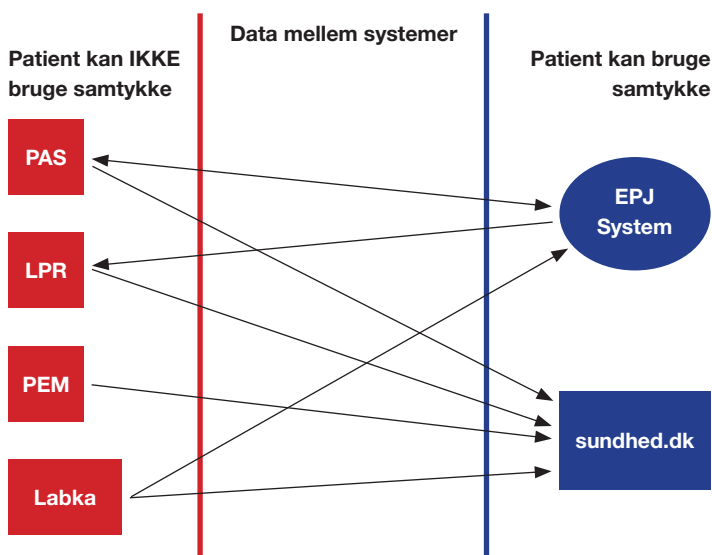 Data mellem systemer
Patient kan IKKE
bruge samtykke
Patient kan bruge
samtykke
PAS
LPR
PEM
Labka
EPJ
System
sundhed.dk